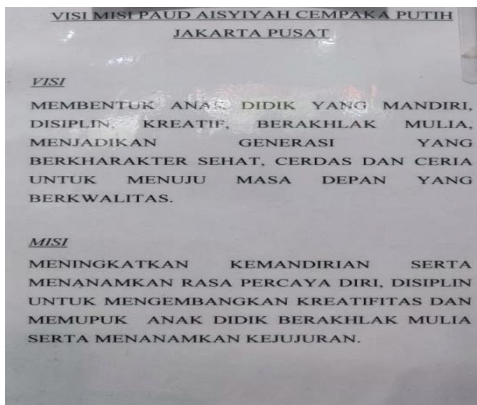 VISI MISI PAUD AISYIYAH CEMPAKA PUTIH
JAKARTA PUSAT
VISI
MEMBENTUK ANAK DIDIK YANG MANDIRI,
DISIPLIN, KREATIF, BERAKHLAK MULIA,
MENJADIKAN GENERASI YANG
BERKHARAKTER SEHAT, CERDAS DAN CERIA
UNTUK MENUJU MASA DEPAN YANG
BERKWALITAS.
MISI
MENINGKATKAN KEMANDIRIAN SERTA
MENANAMKAN RASA PERCAYA DIRI, DISIPLIN
UNTUK MENGEMBANGKAN KREATIFITAS DAN
MEMUPUK ANAK DIDIK BERAKHLAK MULIA
SERTA MENANAMKAN KEJUJURAN.